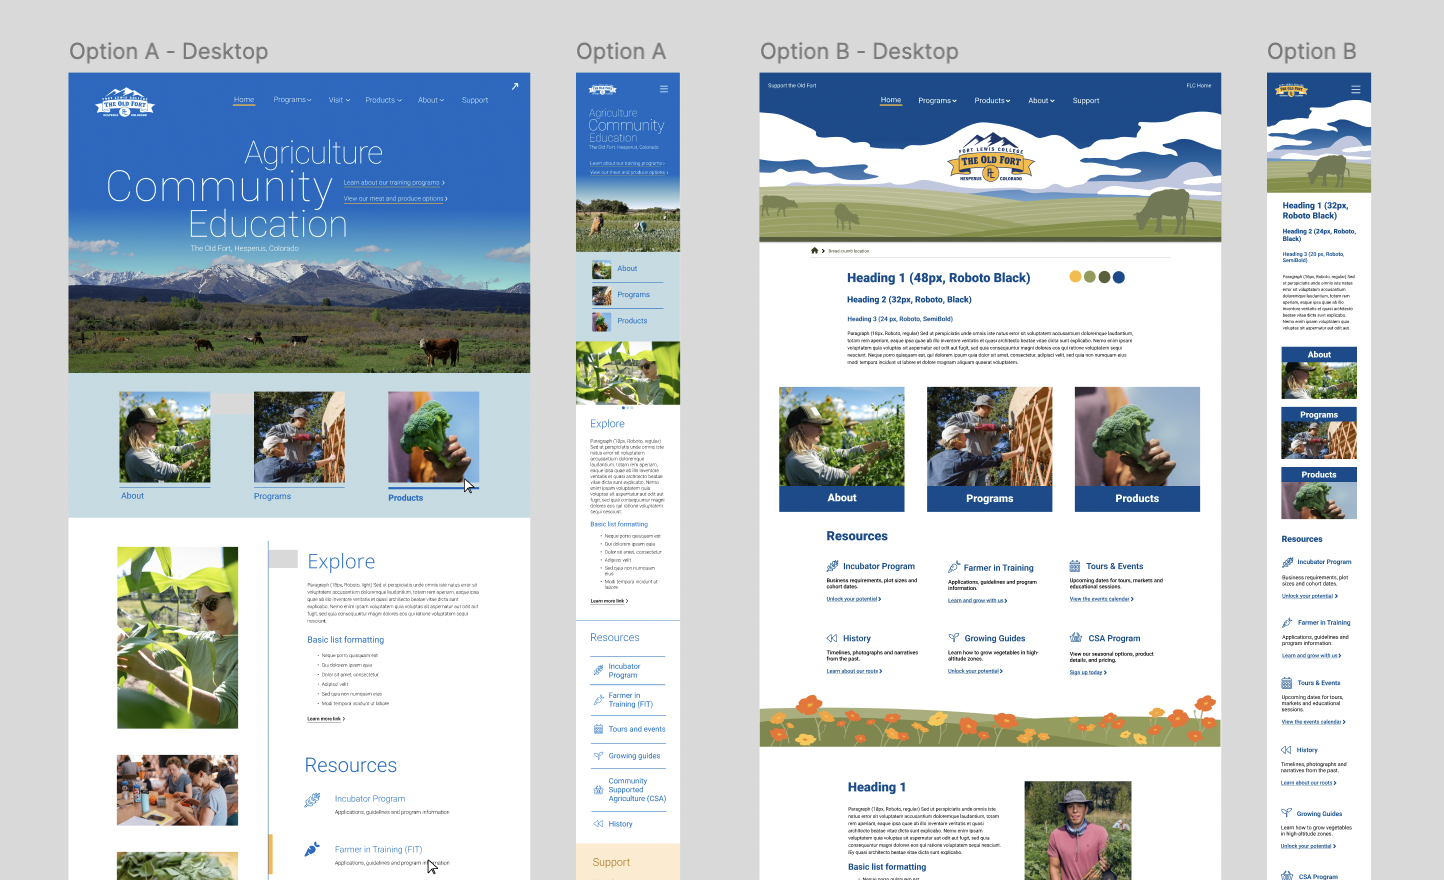 Option A - Desktop
FORT LEWIS COLLEGE
THE OLD FORT
HESPERUS COLORADO
Home
Programs
Visit
Products
About
Support
Agriculture
Community
Education
Learn about our training programs
View our meat and produce options
The Old Fort, Hesperus, Colorado
About
Programs
Products
Explore
Paragraph (18px, Roboto, light) Sed ut perspiciatis unde omnis iste natus error sit
voluptatem accusantium doloremque laudantium, totam rem aperiam, eaque ipsa
quae ab illo inventore veritatis et quasi architecto beatae vitae dicta sunt
explicabo. Nemo enim ipsam voluptatem quia voluptas sit aspernatur aut odit aut
fugit, sed quia consequuntur magni dolores eos qui ratione voluptatem sequi
nesciunt.
Basic list formatting
• Neque porro quisquam est
• Qui dolorem ipsum quia
• Dolor sit amet, consectetur
• Adipisci velit
• Sed quia non numquam eius
• Modi tempora incidunt ut labore
Learn more link
Resources
Incubator Program
Applications, guidelines and program information
Farmer in Training (FIT)
Applications, guidelines and program information
Option A
THE OLD FORT
Agriculture
Community
Education
The Old Fort, Hesperus, Colorado
Learn about our training programs
View our meat and produce options
About
Programs
Products
Explore
Paragraph (18px, Roboto, regular)
Sed ut perspiciatis unde omnis iste
natus error sit voluptatem
accusantium doloremque
laudantium, totam rem aperiam,
eaque ipsa quae ab illo inventore
veritatis et quasi architecto beatae
vitae dicta sunt explicabo. Nemo
enim ipsam voluptatem quia
voluptas sit aspernatur aut odit aut
fugit, sed quia consequuntur magni
dolores eos qui ratione voluptatem
sequi nesciunt.
Basic list formatting
• Neque porro quisquam est
• Qui dolorem ipsum quia
• Dolor sit amet, consectetur
• Adipisci velit
• Sed quia non numquam
eius
• Modi tempora incidunt ut
labore
Learn more link
Resources
Incubator
Program
Farmer in
Training (FIT)
Tours and events
Growing guides
Community
Supported
Agriculture (CSA)
History
Support
Option B - Desktop
Support the Old Fort
FLC Home
Home
Programs
Products
About
Support
FORT LEWIS COLLEGE
THE OLD FORT
FL
HESPERUS COLORADO
Bread crumb location
Heading 1 (48px, Roboto Black)
Heading 2 (32px, Roboto, Black)
Heading 3 (24 px, Roboto, SemiBold)
Paragraph (18px, Roboto, regular) Sed ut perspiciatis unde omnis iste natus error sit voluptatem accusantium doloremque laudantium,
totam rem aperiam, eaque ipsa quae ab illo inventore veritatis et quasi architecto beatae vitae dicta sunt explicabo. Nemo enim ipsam
voluptatem quia voluptas sit aspernatur aut odit aut fugit, sed quia consequuntur magni dolores eos qui ratione voluptatem sequi
nesciunt. Neque porro quisquam est, qui dolorem ipsum quia dolor sit amet, consectetur, adipisci velit, sed quia non numquam eius
modi tempora incidunt ut labore et dolore magnam aliquam quaerat voluptatem.
About
Programs
Products
Resources
Incubator Program
Business requirements, plot sizes and
cohort dates.
Unlock your potential
Farmer in Training
Applications, guidelines and program
information.
Learn and grow with us
Tours & Events
Upcoming dates for tours, markets and
educational sessions.
View the events calendar
History
Timelines, photographs and narratives
from the past.
Learn about our roots
Growing Guides
Learn how to grow vegetables in high-
altitude zones.
Unlock your potential
CSA Program
View our seasonal options, product
details, and pricing.
Sign up today
Heading 1
Paragraph (18px, Roboto, regular) Sed ut perspiciatis unde omnis iste
natus error sit voluptatem accusantium doloremque laudantium, totam
rem aperiam, eaque ipsa quae ab illo inventore veritatis et quasi
architecto beatae vitae dicta sunt explicabo. Nemo enim ipsam
voluptatem quia voluptas sit aspernatur aut odit aut fugit, sed quia
consequuntur magni dolores eos qui ratione voluptatem sequi nesciunt.
Basic list formatting
• Neque porro quisquam est
Option B
THE OLD FORT
Heading 1 (32px,
Roboto Black)
Heading 2 (24px, Roboto,
Black)
Heading 3 (20 px, Roboto,
SemiBold)
Paragraph (16px, Roboto, regular) Sed
ut perspiciatis unde omnis iste natus
error sit voluptatem accusantium
doloremque laudantium, totam rem
aperiam, eaque ipsa quae ab illo
inventore veritatis et quasi architecto
beatae vitae dicta sunt explicabo.
Nemo enim ipsam voluptatem quia
voluptas sit aspernatur aut odit aut
About
Programs
Products
Resources
Incubator Program
Business requirements, plot
sizes and cohort dates.
Unlock your potential
Farmer in Training
Applications, guidelines and
program information.
Learn and grow with us
Tours & Events
Upcoming dates for tours,
markets and educational
sessions.
View the events calendar
History
Timelines, photographs and
narratives from the past.
Learn about our roots
Growing Guides
Learn how to grow vegetables
in high-altitude zones.
Unlock your potential
CSA Program